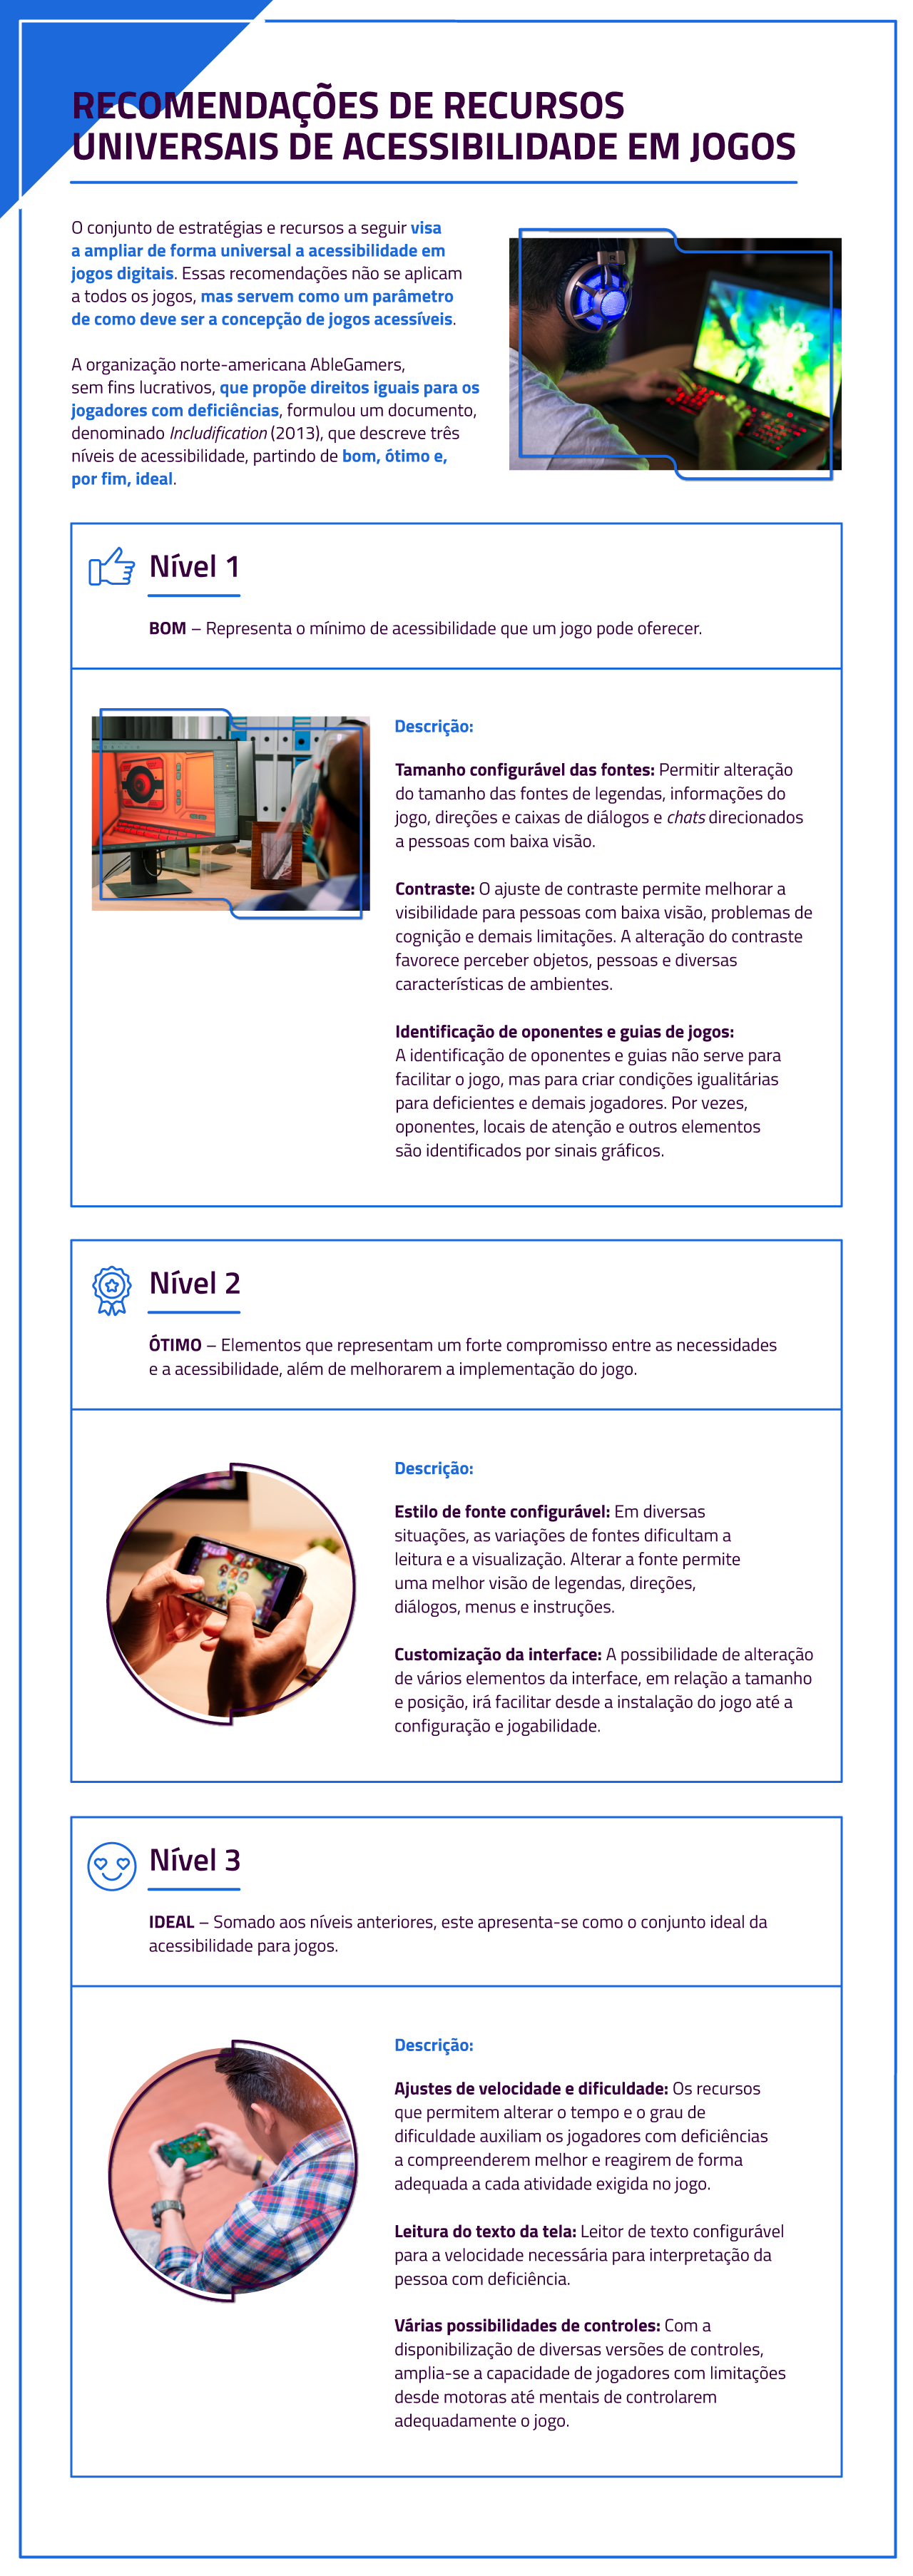 RECOMENDAÇÕES DE RECURSOS
UNIVERSAIS DE ACESSIBILIDADE EM JOGOS
O conjunto de estratégias e recursos a seguir visa
a ampliar de forma universal a acessibilidade em
jogos digitais. Essas recomendações não se aplicam
a todos os jogos, mas servem como um parâmetro
de como deve ser a concepção de jogos acessíveis.
A organização norte-americana AbleGamers,
sem fins lucrativos, que propõe direitos iguais para os
jogadores com deficiências, formulou um documento,
denominado Includification (2013), que descreve três
níveis de acessibilidade, partindo de bom, ótimo e,
por fim, ideal.
Nível 1
BOM – Representa o mínimo de acessibilidade que um jogo pode oferecer.
Descrição:
Tamanho configurável das fontes: Permitir alteração
do tamanho das fontes de legendas, informações do
jogo, direções e caixas de diálogos e chats direcionados
a pessoas com baixa visão.
Contraste: O ajuste de contraste permite melhorar a
visibilidade para pessoas com baixa visão, problemas de
cognição e demais limitações. A alteração do contraste
favorece perceber objetos, pessoas e diversas
características de ambientes.
Identificação de oponentes e guias de jogos:
A identificação de oponentes e guias não serve para
facilitar o jogo, mas para criar condições igualitárias
para deficientes e demais jogadores. Por vezes,
oponentes, locais de atenção e outros elementos
são identificados por sinais gráficos.
Nível 2
ÓTIMO – Elementos que representam um forte compromisso entre as necessidades
e a acessibilidade, além de melhorarem a implementação do jogo.
Descrição:
Estilo de fonte configurável: Em diversas
situações, as variações de fontes dificultam a
leitura e a visualização. Alterar a fonte permite
uma melhor visão de legendas, direções,
diálogos, menus e instruções.
Customização da interface: A possibilidade de alteração
de vários elementos da interface, em relação a tamanho
e posição, irá facilitar desde a instalação do jogo até a
configuração e jogabilidade.
Nível 3
IDEAL – Somado aos níveis anteriores, este apresenta-se como o conjunto ideal da
acessibilidade para jogos.
Descrição:
Ajustes de velocidade e dificuldade: Os recursos
que permitem alterar o tempo e o grau de
dificuldade auxiliam os jogadores com deficiências
a compreenderem melhor e reagirem de forma
adequada a cada atividade exigida no jogo.
Leitura do texto da tela: Leitor de texto configurável
para a velocidade necessária para interpretação da
pessoa com deficiência.
Várias possibilidades de controles: Com a
disponibilização de diversas versões de controles,
amplia-se a capacidade de jogadores com limitações
desde motoras até mentais de controlarem
adequadamente o jogo.